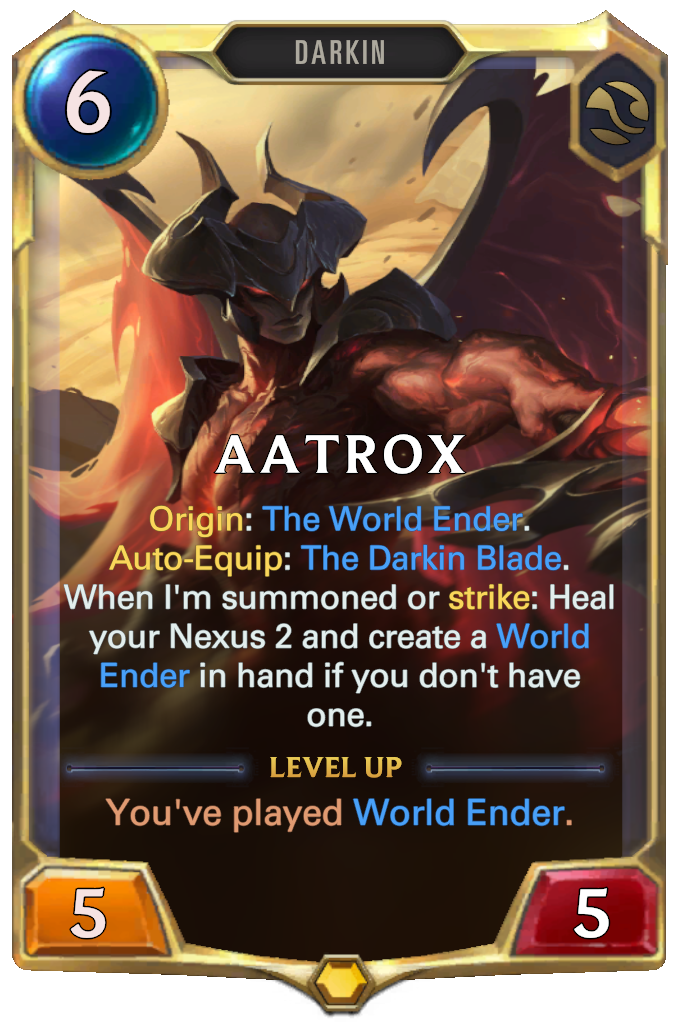 DARKIN
6
AATROX
Origin: The World Ender.
Auto-Equip: The Darkin Blade.
When I'm summoned or strike: Heal
your Nexus 2 and create a World
Ender in hand if you don't have
one.
LEVEL UP
You've played World Ender.
5
5